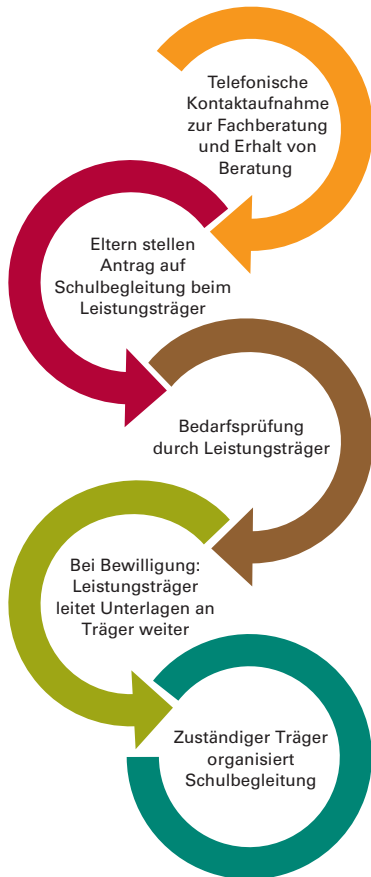 Telefonische
Kontaktaufnahme
zur Fachberatung
und Erhalt von
Beratung
Eltern stellen
Antrag auf
Schulbegleitung beim
Leistungsträger
Bedarfsprüfung
durch Leistungsträger
Bei Bewilligung:
Leistungsträger
leitet Unterlagen an
Träger weiter
Zuständiger Träger
organisiert
Schulbegleitung